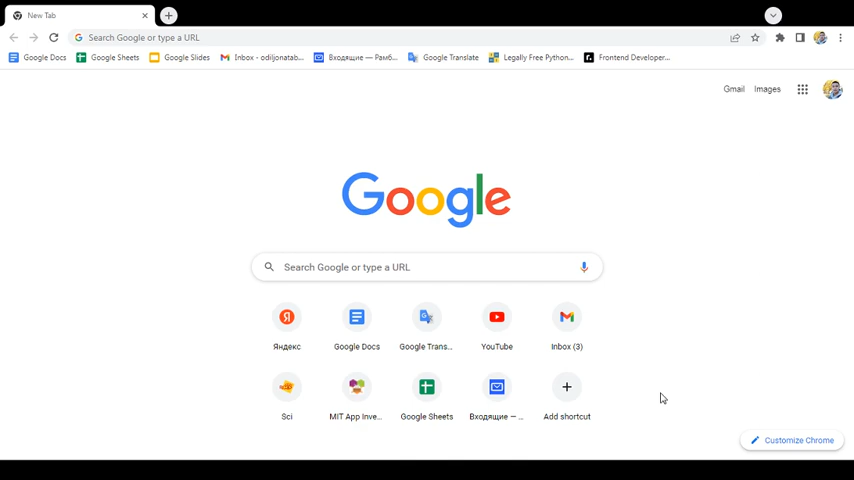 New Tab
Search Google or type a URL
Google Docs Google Sheets Google Slides Inbox - odiljonatab... Входящие — Рамб... Google Translate Legally Free Python... Frontend Developer...
Gmail Images
Google
Search Google or type a URL
Яндекс Google Docs Google Trans... YouTube Inbox (3)
Sci MIT App Inve... Google Sheets Входящие — ... Add shortcut
Customize Chrome